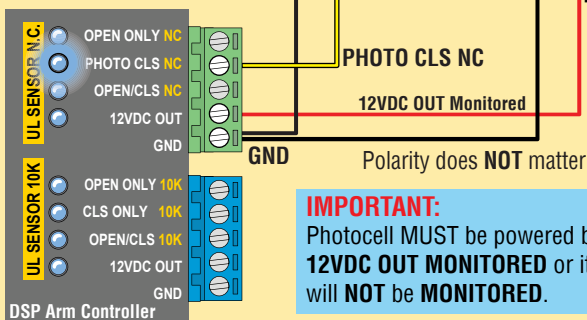 UL SENSOR N.C.
OPEN ONLY NC
PHOTO CLS NC
OPEN/CLS NC
12VDC OUT
GND
PHOTO CLS NC
12VDC OUT Monitored
GND
Polarity does NOT matter
UL SENSOR 10K
OPEN ONLY 10K
CLS ONLY 10K
OPEN/CLS 10K
12VDC OUT
GND
DSP Arm Controller
IMPORTANT:
Photocell MUST be powered b
12VDC OUT MONITORED or it
will NOT be MONITORED.